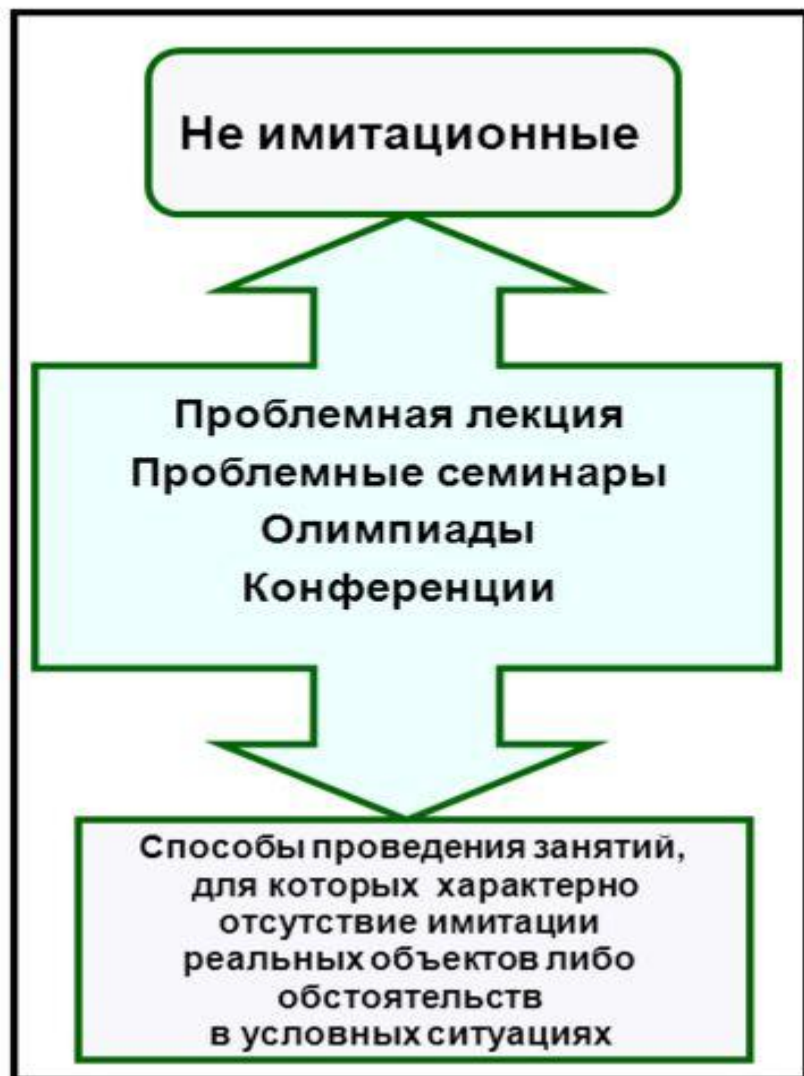 Не имитационные
Проблемная лекция
Проблемные семинары
Олимпиады
Конференции
Способы проведения занятий,
для которых характерно
отсутствие имитации
реальных объектов либо
обстоятельств
в условных ситуациях